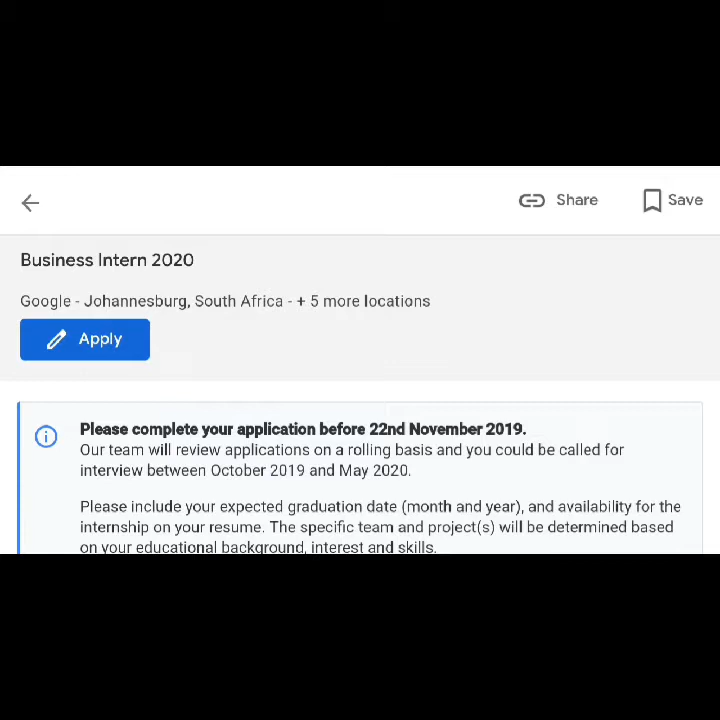 Share Save
Business Intern 2020
Google - Johannesburg, South Africa - + 5 more locations
Apply
Please complete your application before 22nd November 2019.
Our team will review applications on a rolling basis and you could be called for
interview between October 2019 and May 2020.
Please include your expected graduation date (month and year), and availability for the
internship on your resume. The specific team and project(s) will be determined based
on your educational background, interest and skills.